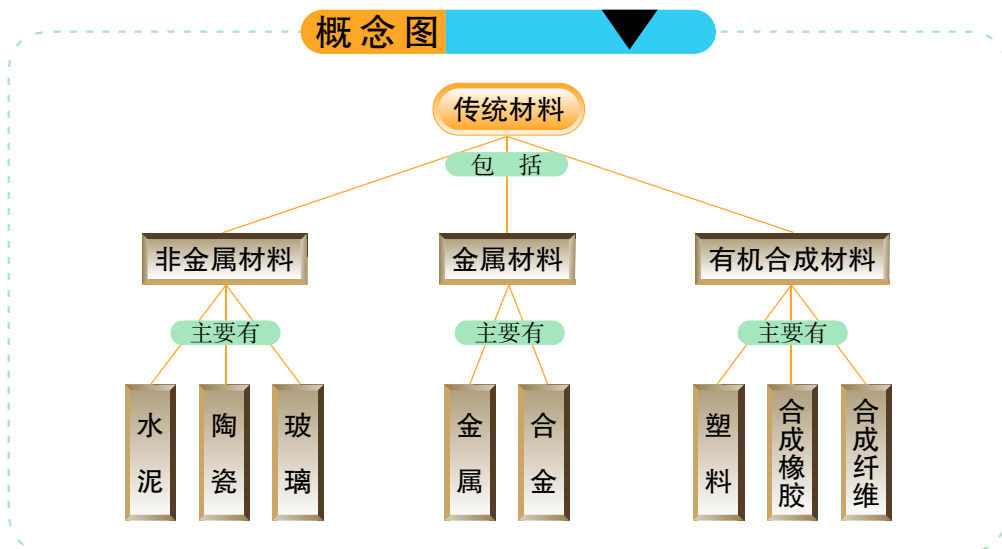 概念图
传统材料
包 括
非金属材料
金属材料
有机合成材料
主要有
主要有
主要有
水泥
陶瓷
玻璃
金属
合金
塑料
合成橡胶
合成纤维